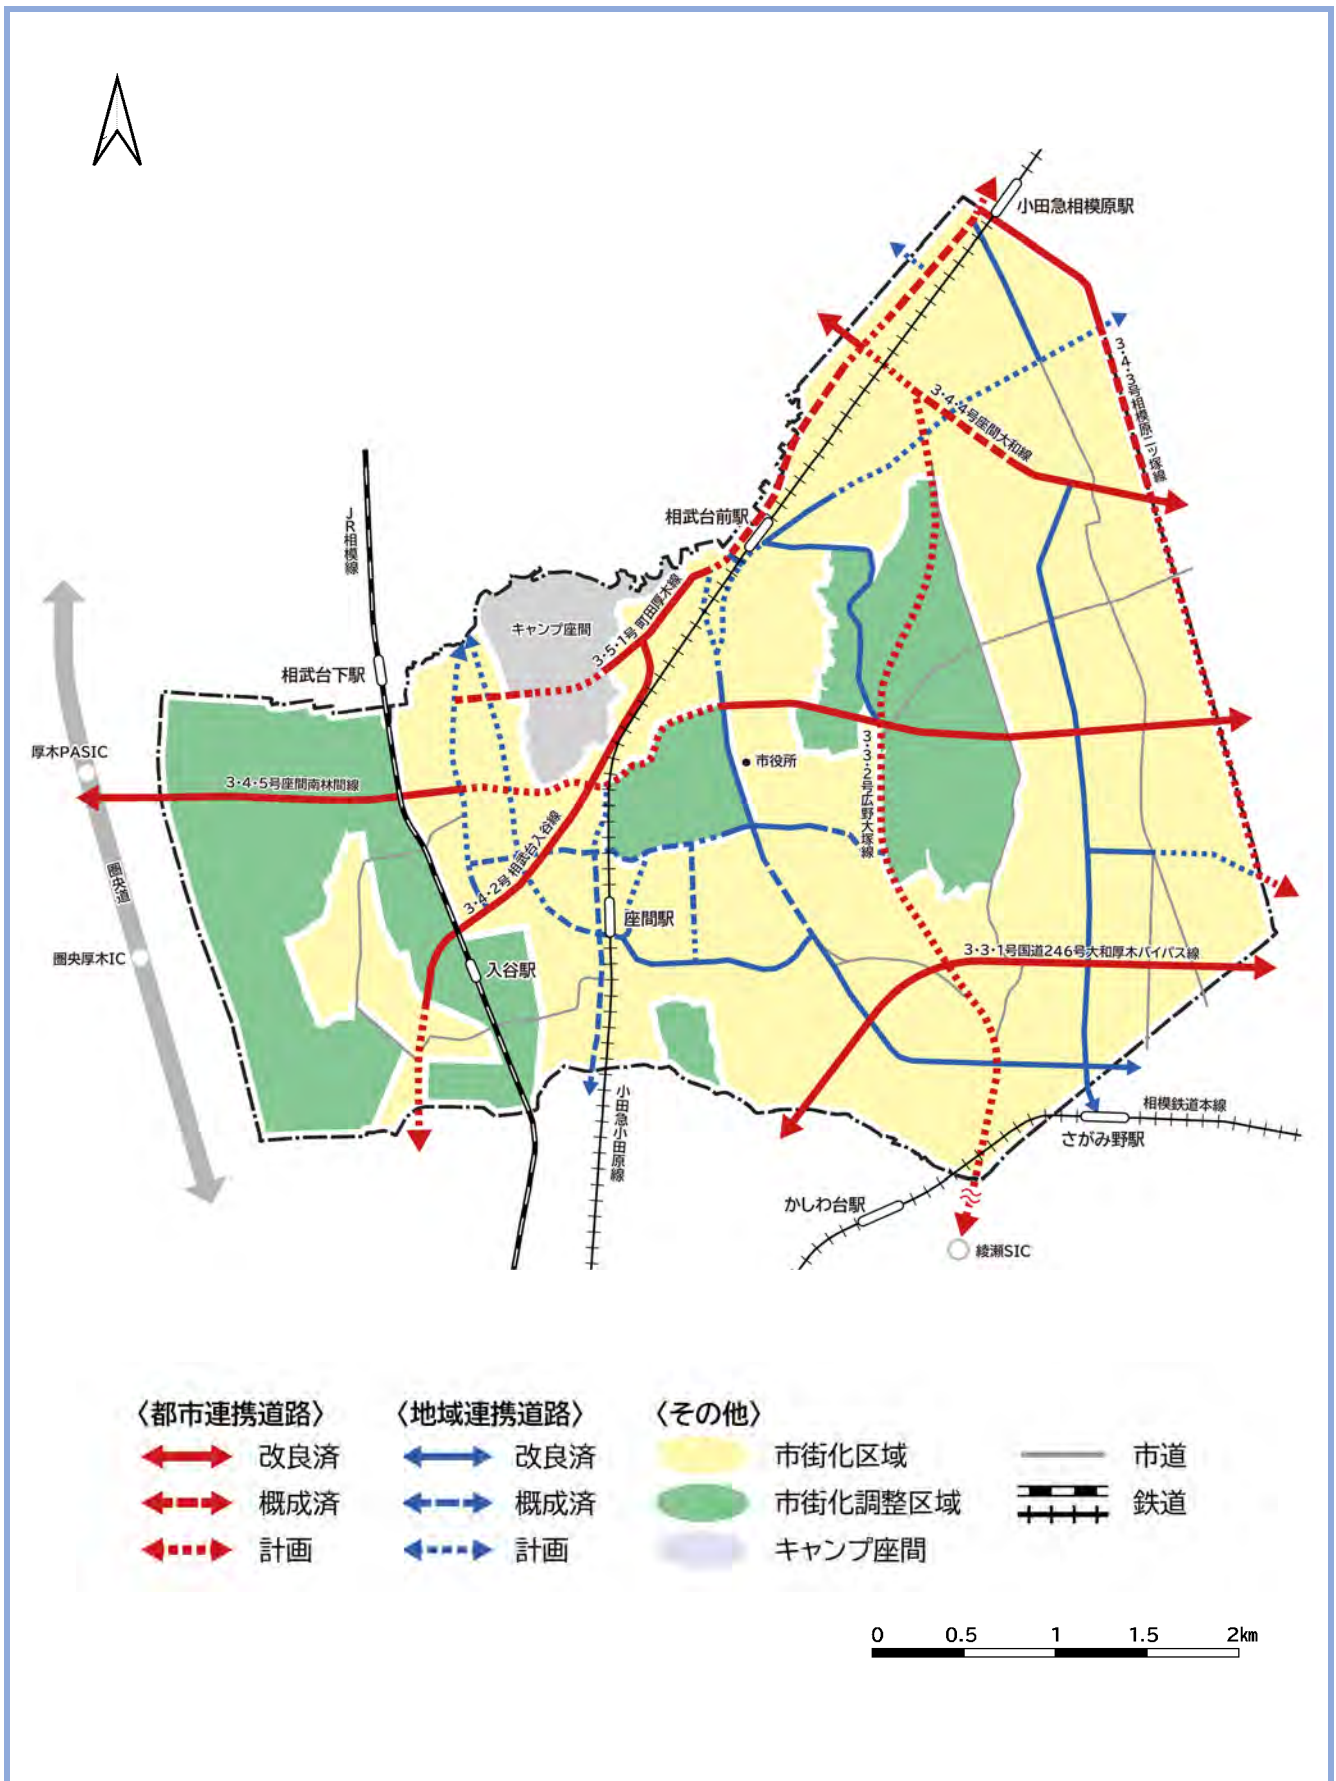 小田急相模原駅
3・4・3号相模原二ッ塚線
3・4・4号座間大和線
相武台前駅
JR相模線
キャンプ座間
3・5・1号 町田厚木線
相武台下駅
厚木PASIC
3・4・5号座間南林間線
市役所
3・3・2号広野大塚線
3・4・2号 相武台入谷線
圏央道
座間駅
圏央厚木IC
入谷駅
3・3・1号国道246号大和厚木バイパス線
小田急小田原線
相模鉄道本線
さがみ野駅
かしわ台駅
綾瀬SIC
〈都市連携道路〉
改良済
概成済
計画
〈地域連携道路〉
改良済
概成済
計画
〈その他〉
市街化区域
市街化調整区域
キャンプ座間
市道
鉄道
0 0.5 1 1.5 2km